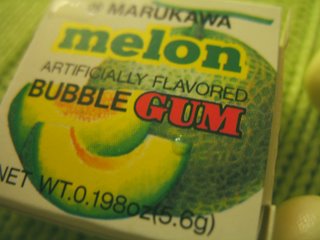 ® MARUKAWA
melon
ARTIFICIALLY FLAVORED
BUBBLE GUM
NET WT.0.198oz(5.6g)